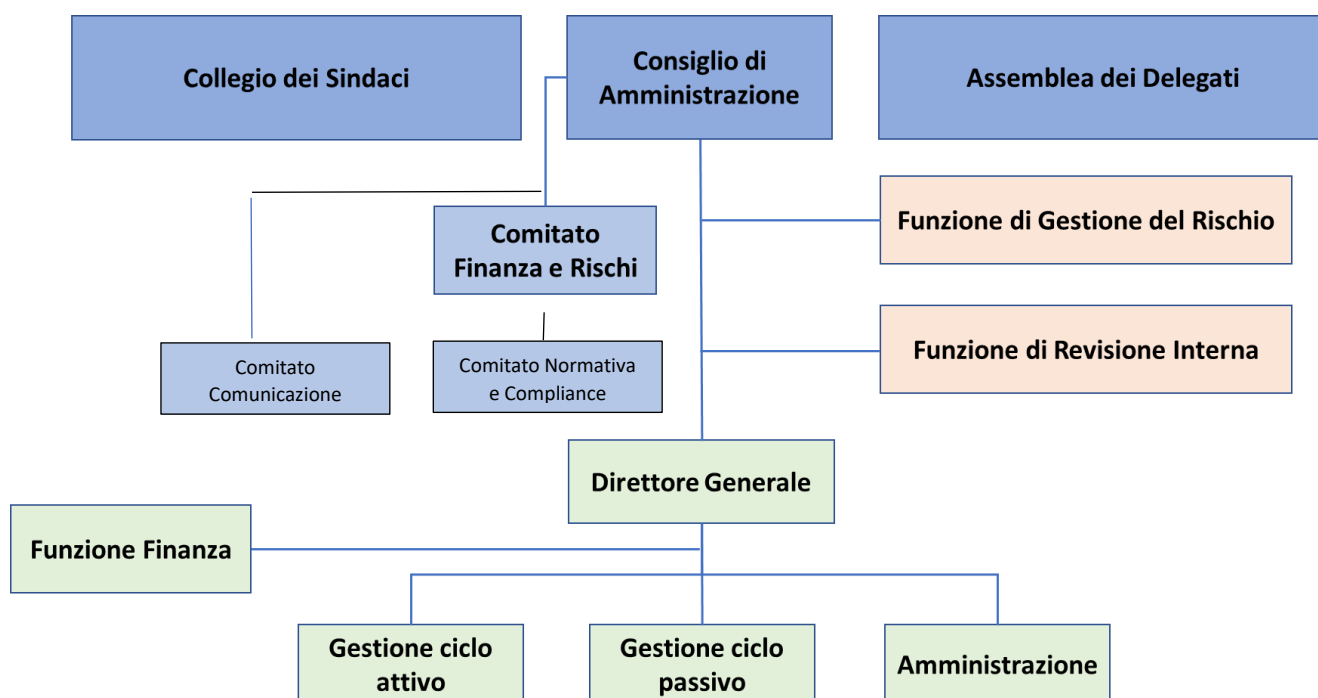 Collegio dei Sindaci
Consiglio di
Amministrazione
Assemblea dei Delegati
Funzione di Gestione del Rischio
Comitato
Finanza e Rischi
Funzione di Revisione Interna
Comitato
Comunicazione
Comitato Normativa
e Compliance
Direttore Generale
Funzione Finanza
Gestione ciclo
attivo
Gestione ciclo
passivo
Amministrazione